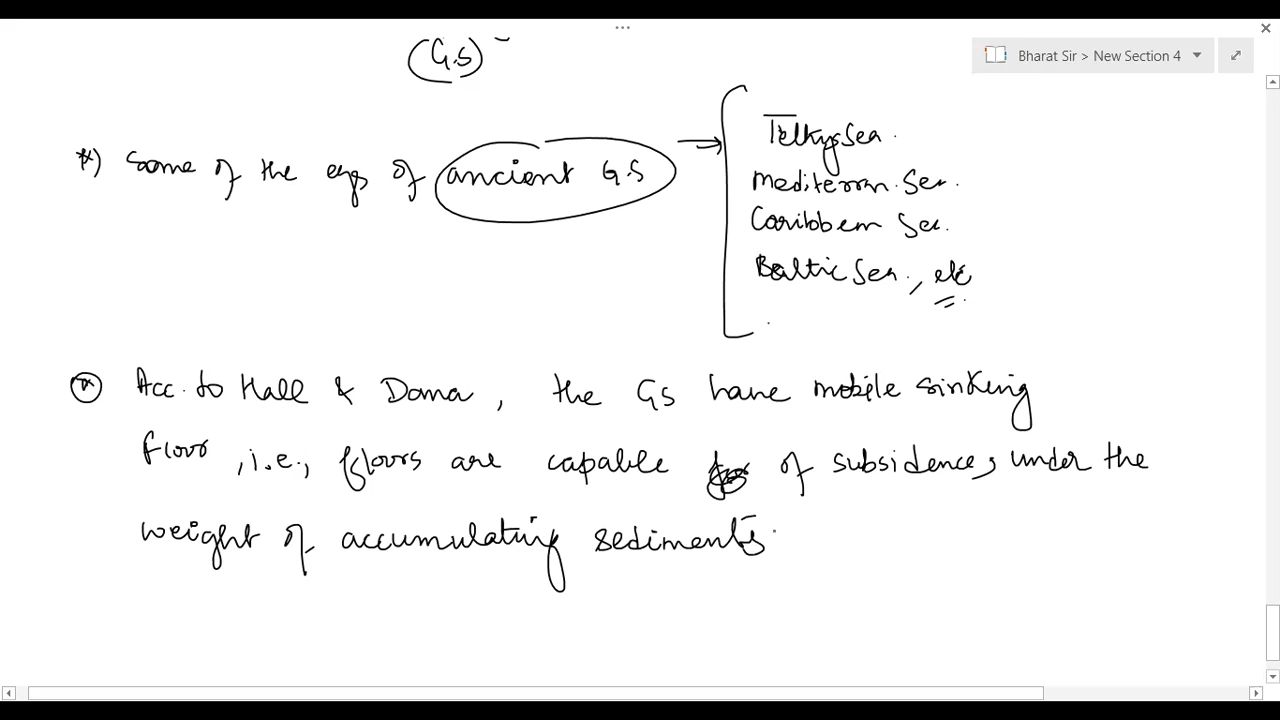 (G.S)
Bharat Sir > New Section 4
*) Some of the egs of ancient G.S →
Tethys Sea.
Mediterran. Sea.
Caribbean Sea.
Baltic Sea., etc
* Acc. to Hall & Dana, the GS have mobile sinking
floor, i.e., floors are capable of subsidence, under the
weight of accumulating sediments.